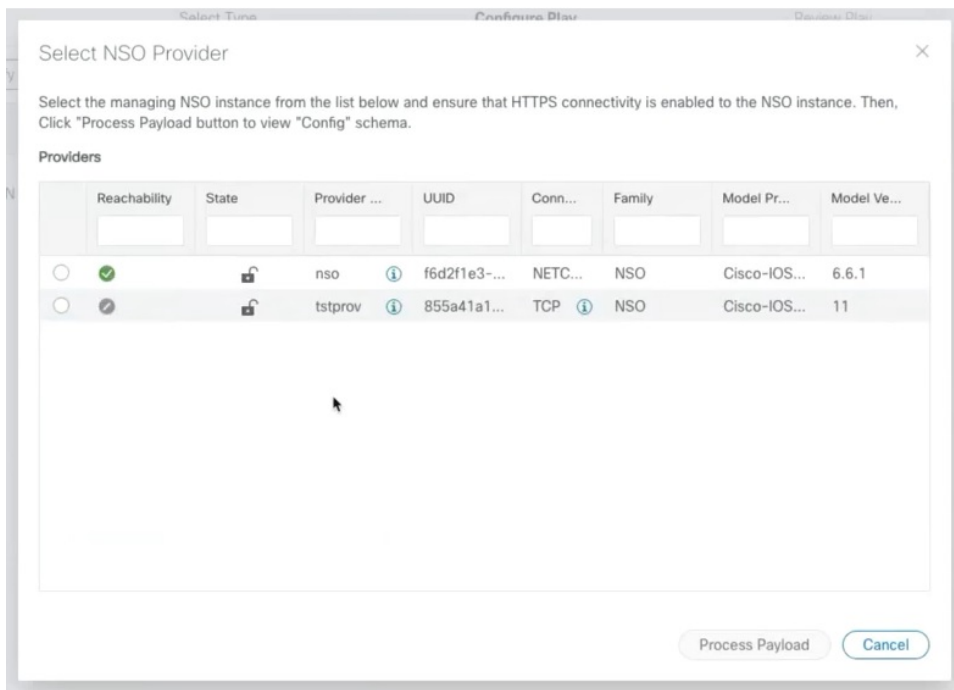 Select Type Configure Play Review Play
Select NSO Provider
Select the managing NSO instance from the list below and ensure that HTTPS connectivity is enabled to the NSO instance. Then,
Click "Process Payload button to view "Config" schema.
Providers
Reachability State Provider ... UUID Conn... Family Model Pr... Model Ve...
nso f6d2f1e3-... NETC... NSO Cisco-IOS... 6.6.1
tstprov 855a41a1... TCP NSO Cisco-IOS... 11
Process Payload Cancel